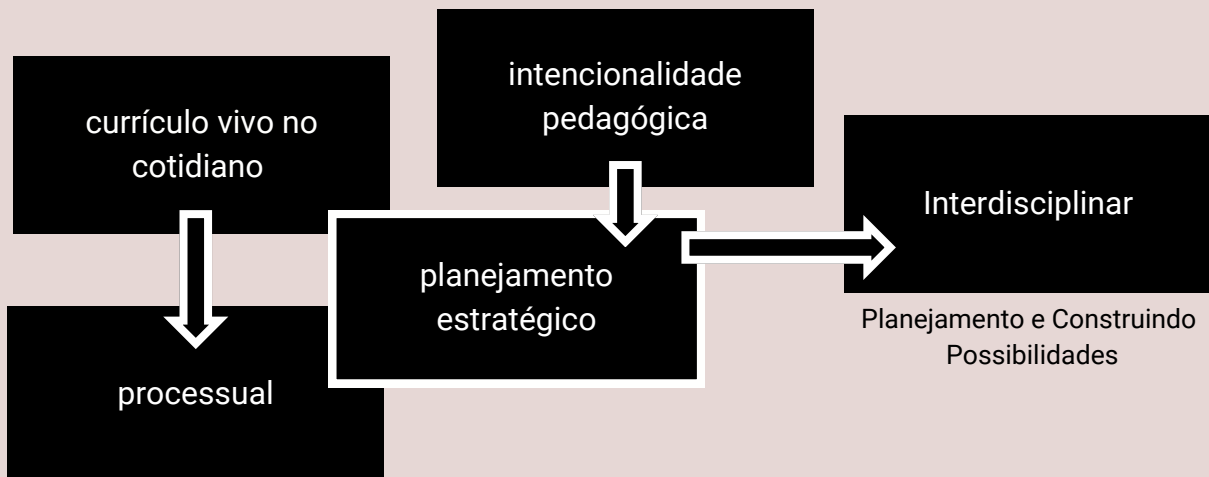 currículo vivo no
cotidiano
intencionalidade
pedagógica
Interdisciplinar
planejamento
estratégico
Planejamento e Construindo
Possibilidades
processual